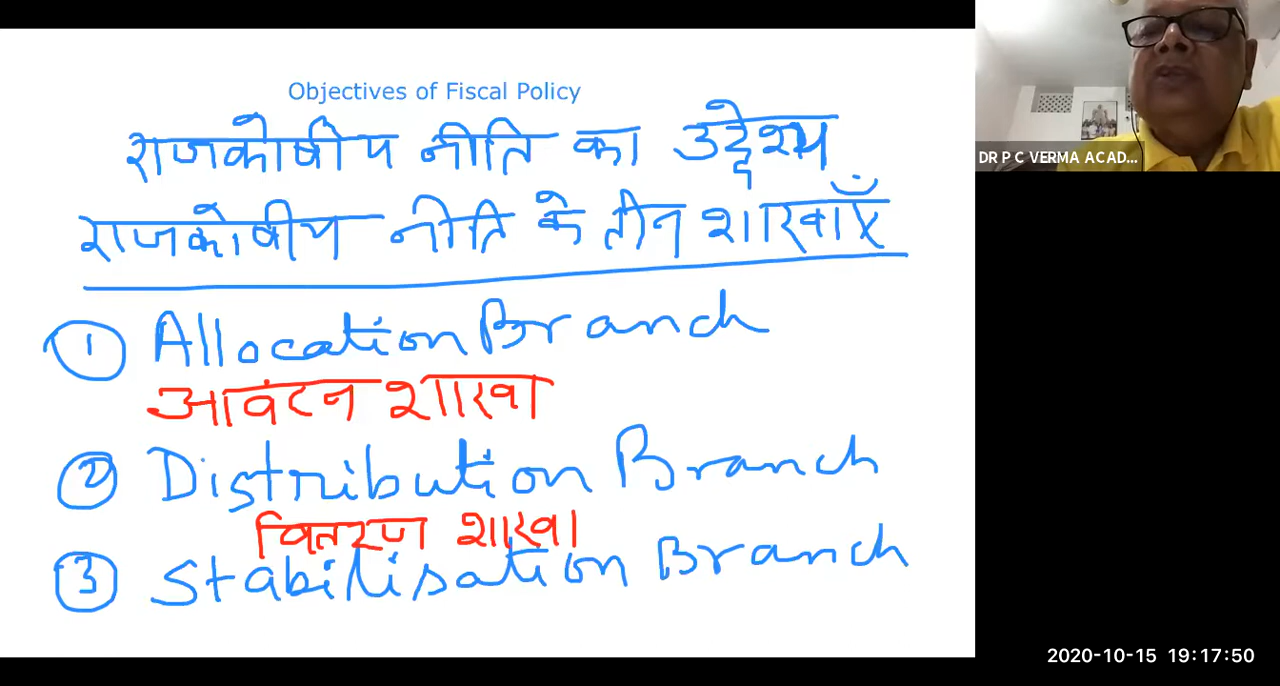 Objectives of Fiscal Policy
राजकोषीय नीति का उद्देश्य
राजकोषीय नीति के तीन शाखाएँ
① Allocation Branch
आवंटन शाखा
② Distribution Branch
वितरण शाखा
③ Stabilisation Branch
DR P C VERMA ACAD...
2020-10-15 19:17:50